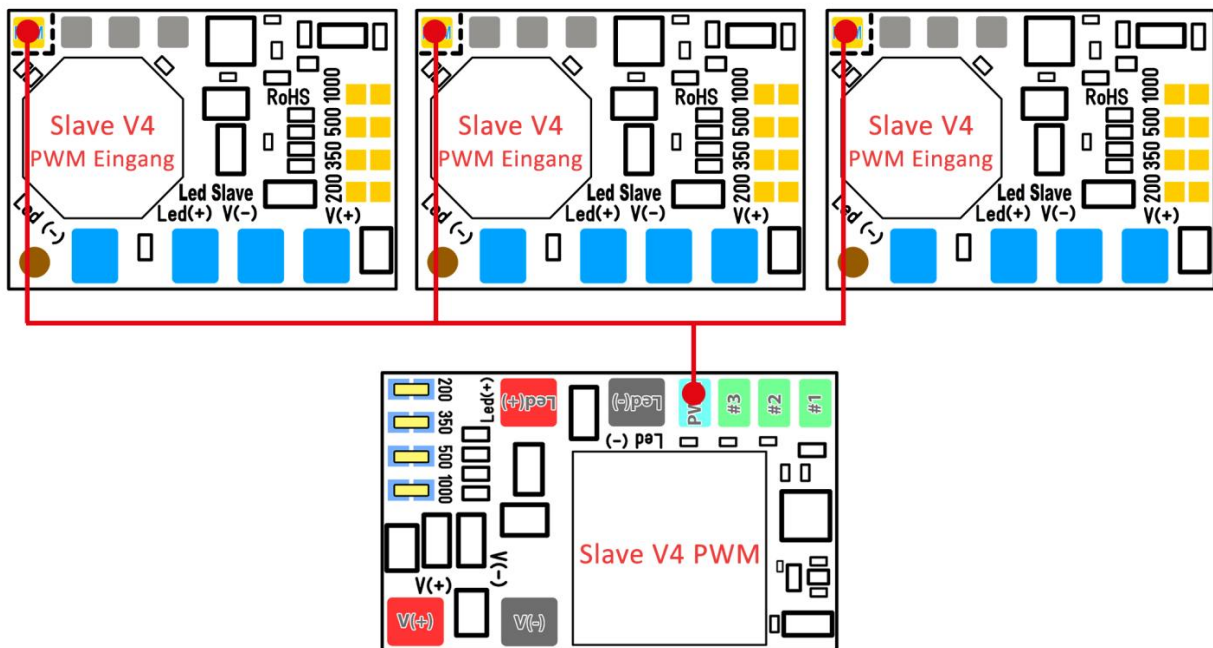 RoHS
1000
500
350
200
Slave V4
PWM Eingang
Led Slave
Led (-)
Led(+) V(-)
V(+)
RoHS
1000
500
350
200
Slave V4
PWM Eingang
Led Slave
Led (-)
Led(+) V(-)
V(+)
RoHS
1000
500
350
200
Slave V4
PWM Eingang
Led Slave
Led (-)
Led(+) V(-)
V(+)
200
350
500
1000
Led(+)
Led(+)
Led(-)
Led (-)
#3
#2
#1
Slave V4 PWM
V(-)
V(+)
V(+)
V(-)